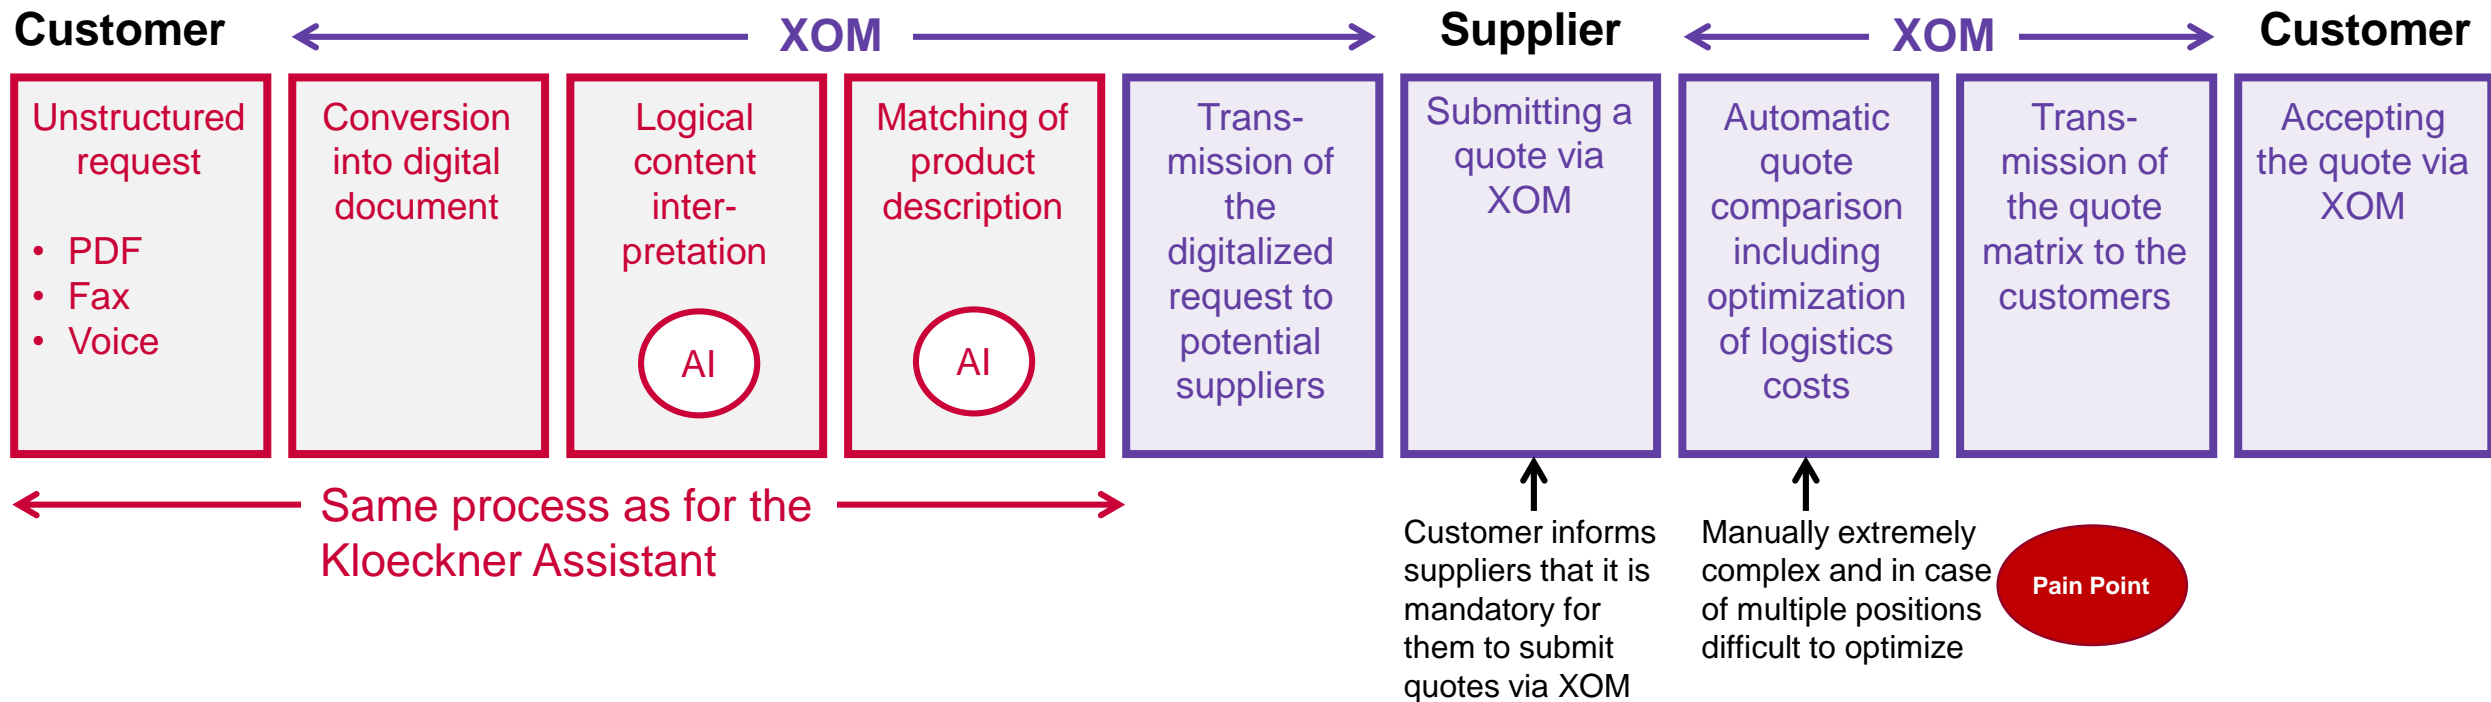 Customer
XOM
Supplier
XOM
Customer
Unstructured
request
• PDF
• Fax
• Voice
Conversion
into digital
document
Logical
content
inter-
pretation
AI
Matching of
product
description
AI
Trans-
mission of
the
digitalized
request to
potential
suppliers
Submitting a
quote via
XOM
Automatic
quote
comparison
including
optimization
of logistics
costs
Trans-
mission of
the quote
matrix to the
customers
Accepting
the quote via
XOM
Same process as for the
Kloeckner Assistant
Customer informs
suppliers that it is
mandatory for
them to submit
quotes via XOM
Manually extremely
complex and in case
of multiple positions
difficult to optimize
Pain Point